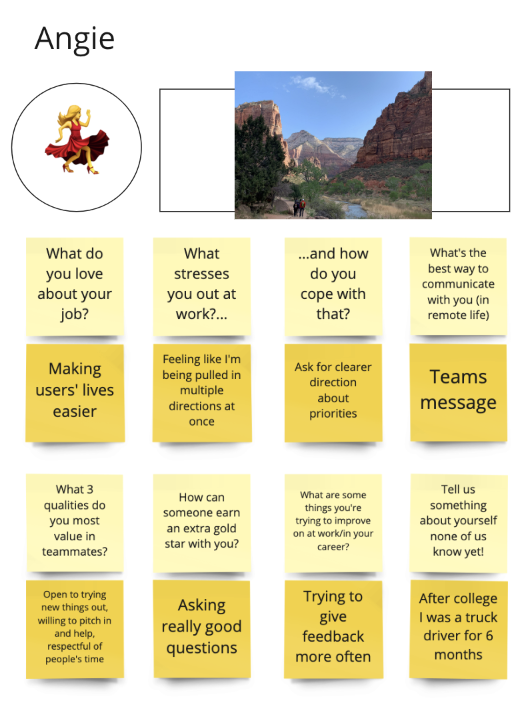 Angie
What do
you love
about your
job?
What
stresses
you out at
work?...
...and how
do you
cope with
that?
What's the
best way to
communicate
with you (in
remote life)
Making
users' lives
easier
Feeling like I'm
being pulled in
multiple
directions at
once
Ask for clearer
direction
about
priorities
Teams
message
What 3
qualities do
you most
value in
teammates?
How can
someone earn
an extra gold
star with you?
What are some
things you're
trying to improve
on at work/in your
career?
Tell us
something
about yourself
none of us
know yet!
Open to trying
new things out,
willing to pitch in
and help,
respectful of
people's time
Asking
really good
questions
Trying to
give
feedback
more often
After college
I was a truck
driver for 6
months